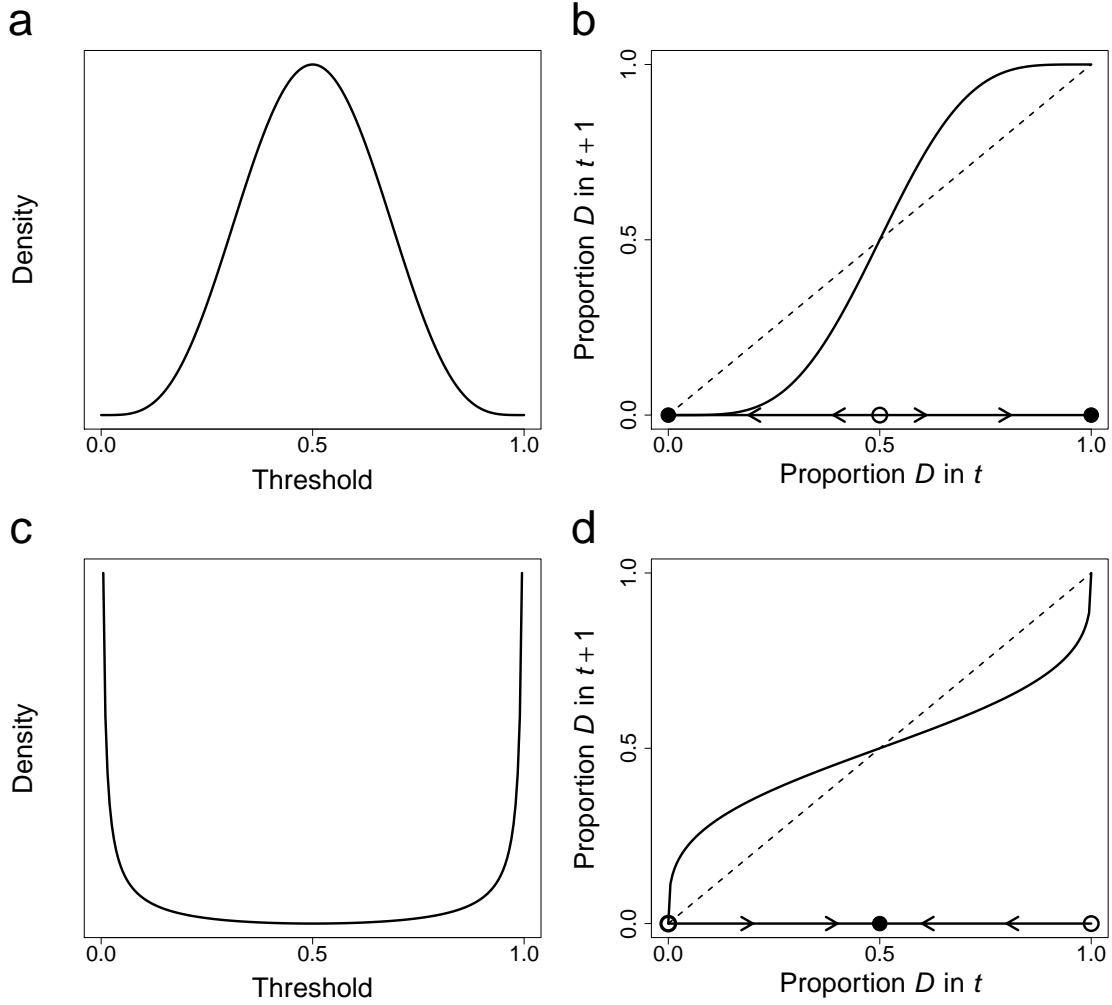 a
Density
0.0 0.5 1.0
Threshold
b
Proportion D in t + 1
1.0
0.5
0.0
0.0 0.5 1.0
Proportion D in t
c
Density
0.0 0.5 1.0
Threshold
d
Proportion D in t + 1
1.0
0.5
0.0
0.0 0.5 1.0
Proportion D in t